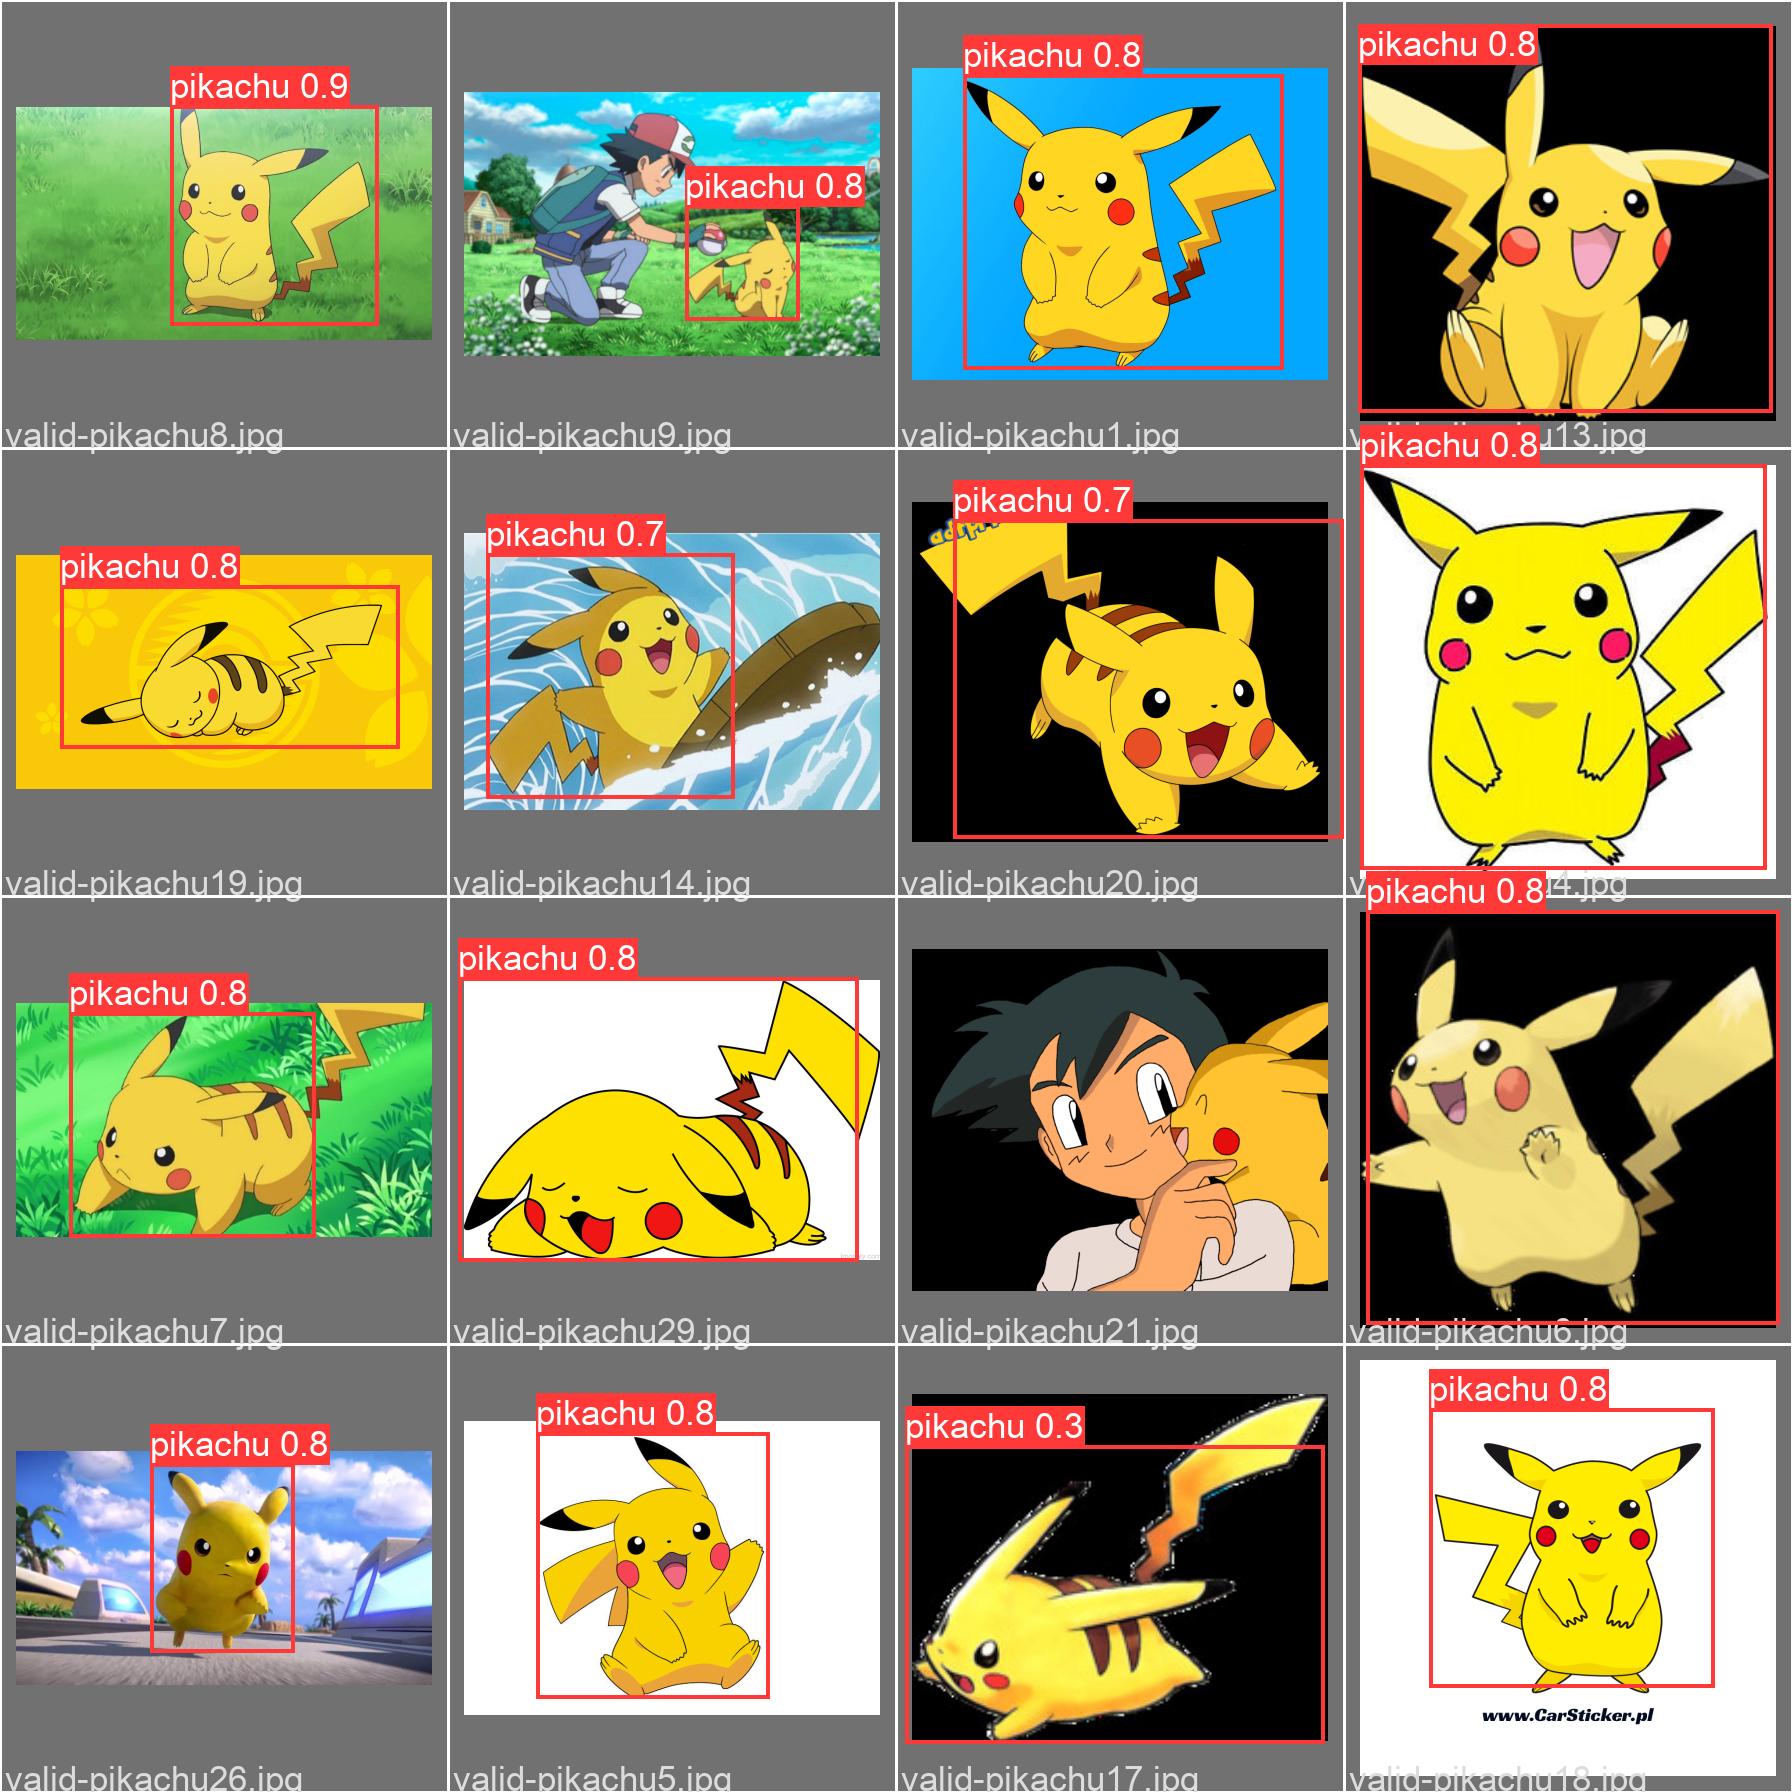 pikachu 0.9
valid-pikachu8.jpg
pikachu 0.8
valid-pikachu9.jpg
pikachu 0.8
valid-pikachu1.jpg
pikachu 0.8
u13.jpg
pikachu 0.8
valid-pikachu19.jpg
pikachu 0.7
valid-pikachu14.jpg
pikachu 0.7
valid-pikachu20.jpg
pikachu 0.8
4.jpg
pikachu 0.8
valid-pikachu7.jpg
pikachu 0.8
valid-pikachu29.jpg
valid-pikachu21.jpg
pikachu 0.8
valid-pikachu6.jpg
pikachu 0.8
valid-pikachu26.jpg
pikachu 0.8
valid-pikachu5.jpg
pikachu 0.3
valid-pikachu17.jpg
pikachu 0.8
www.CarSticker.pl
valid-pikachu18.jpg